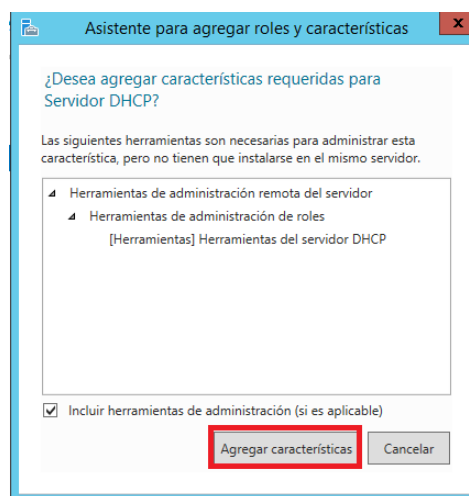 Asistente para agregar roles y características
x
¿Desea agregar características requeridas para
Servidor DHCP?
Las siguientes herramientas son necesarias para administrar esta
característica, pero no tienen que instalarse en el mismo servidor.
Herramientas de administración remota del servidor
Herramientas de administración de roles
[Herramientas] Herramientas del servidor DHCP
Incluir herramientas de administración (si es aplicable)
Agregar características Cancelar